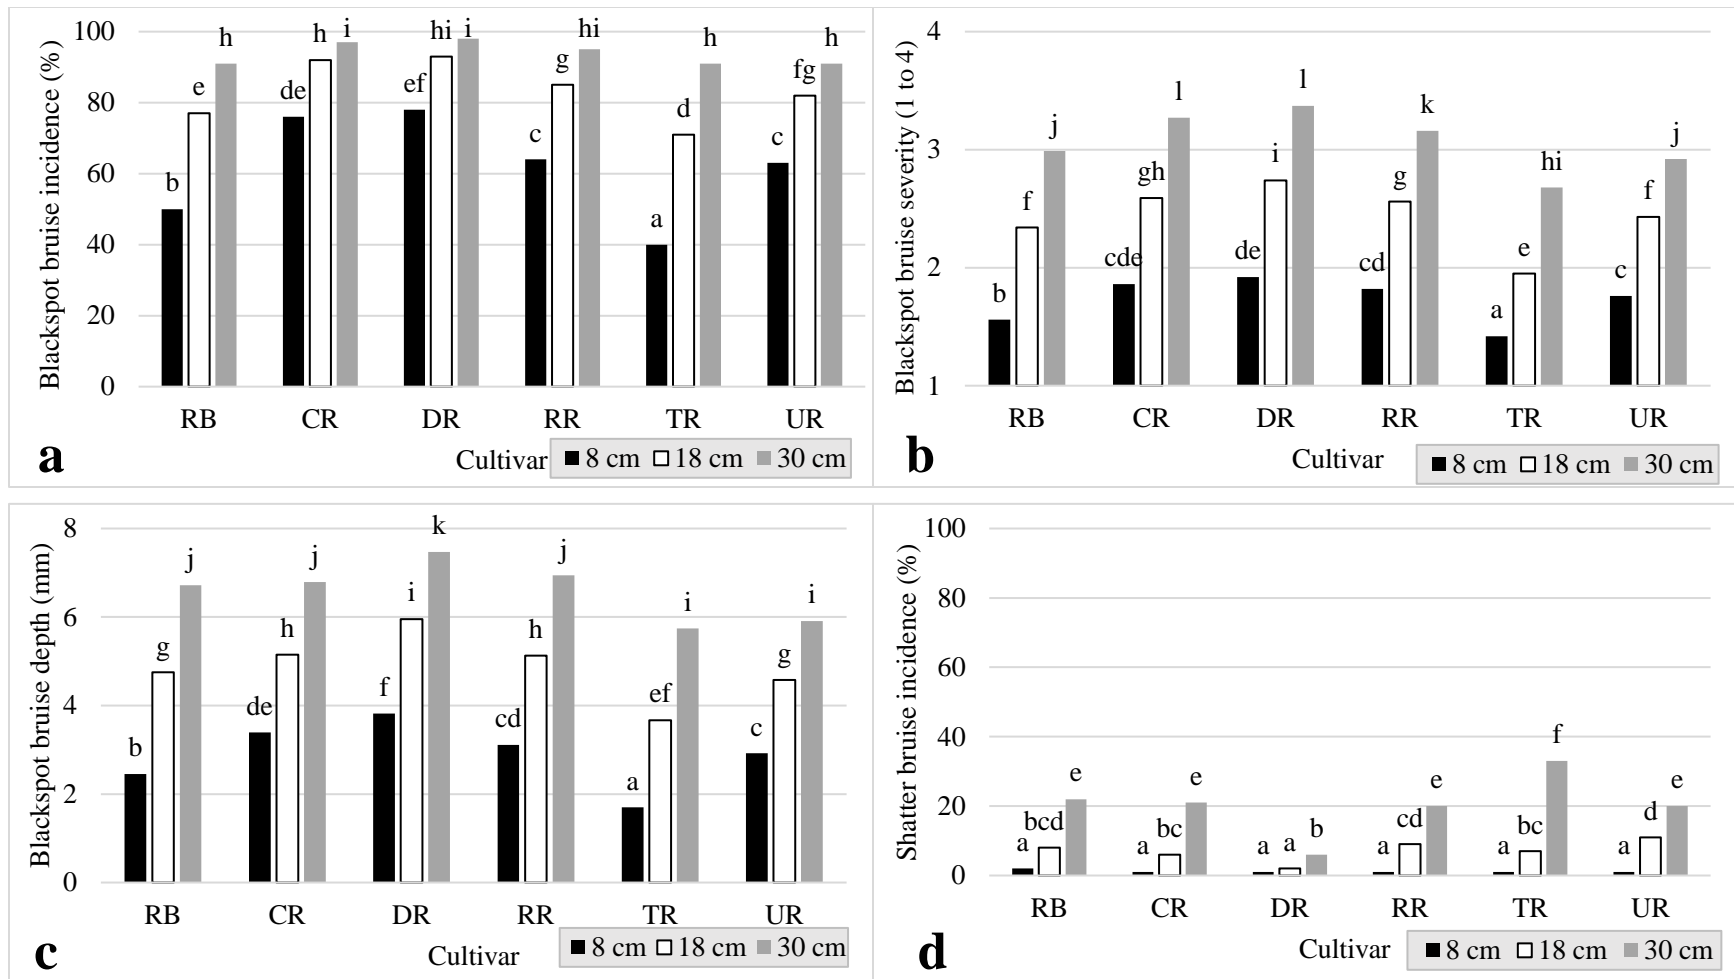 Blackspot bruise incidence (%)
100
80
60
40
20
0
b e h
de h i
ef hi i
c g hi
a d h
c fg h
RB CR DR RR TR UR
a
Cultivar
8 cm 18 cm 30 cm
Blackspot bruise severity (1 to 4)
4
3
2
1
b f j
cde gh l
de i l
cd g k
a e hi
c f j
RB CR DR RR TR UR
b
Cultivar
8 cm 18 cm 30 cm
Blackspot bruise depth (mm)
8
6
4
2
0
b g j
de h j
f i k
cd h j
a ef i
c g i
RB CR DR RR TR UR
c
Cultivar
8 cm 18 cm 30 cm
Shatter bruise incidence (%)
100
80
60
40
20
0
a bcd e
a bc e
a a b
a cd e
a bc f
a d e
RB CR DR RR TR UR
d
Cultivar
8 cm 18 cm 30 cm